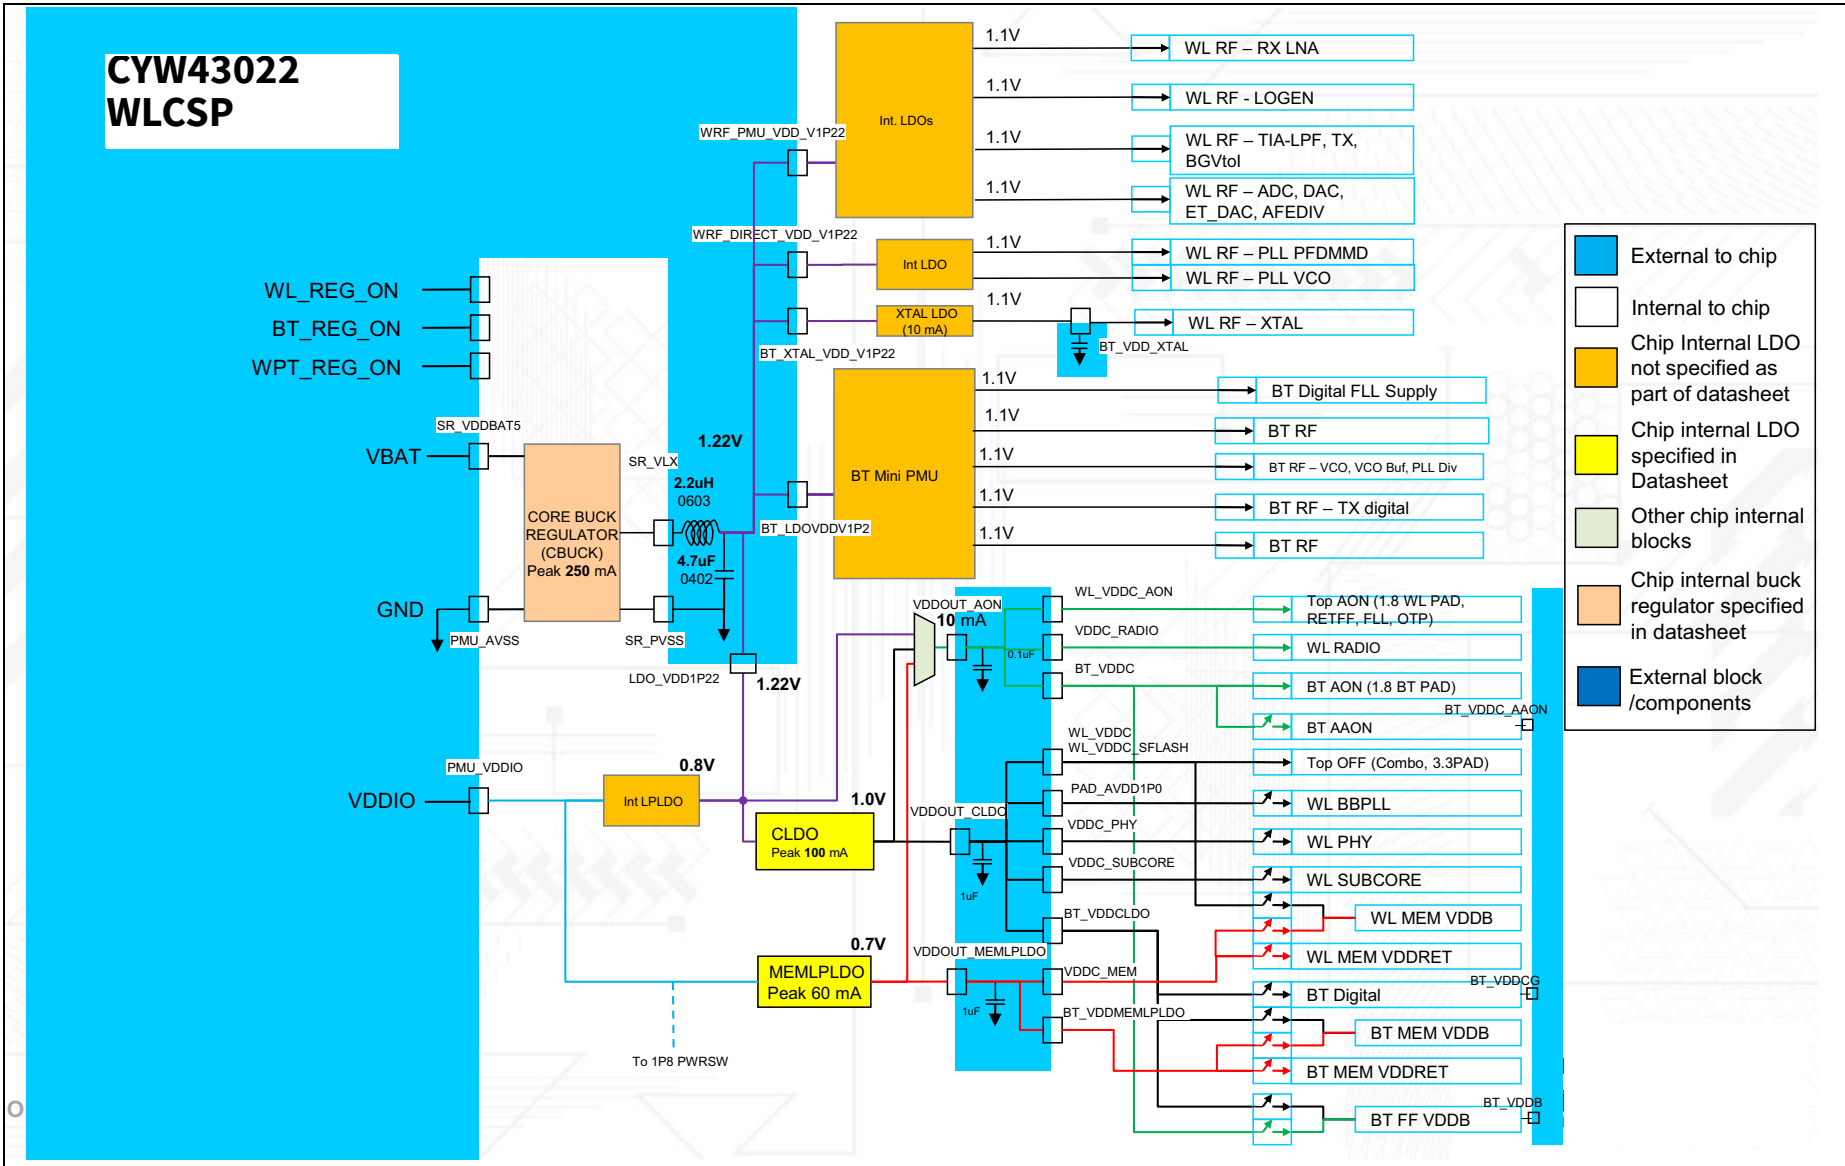 CYW43022
WLCSP
WL_REG_ON
BT_REG_ON
WPT_REG_ON
SR_VDDBAT5
VBAT
GND
PMU_AVSS
PMU_VDDIO
VDDIO
CORE BUCK
REGULATOR
(CBUCK)
Peak 250 mA
SR_VLX
2.2uH
0603
4.7uF
0402
SR_PVSS
1.22V
LDO_VDD1P22
1.22V
WRF_PMU_VDD_V1P22
WRF_DIRECT_VDD_V1P22
BT_XTAL_VDD_V1P22
BT_LDOVDDV1P2
Int. LDOs
1.1V
WL RF – RX LNA
1.1V
WL RF - LOGEN
1.1V
WL RF – TIA-LPF, TX,
BGVtol
1.1V
WL RF – ADC, DAC,
ET_DAC, AFEDIV
Int LDO
1.1V
WL RF – PLL PFDMMD
WL RF – PLL VCO
XTAL LDO
(10 mA)
1.1V
BT_VDD_XTAL
WL RF – XTAL
BT Mini PMU
1.1V
BT Digital FLL Supply
1.1V
BT RF
1.1V
BT RF – VCO, VCO Buf, PLL Div
1.1V
BT RF – TX digital
1.1V
BT RF
Int LPLDO
0.8V
1.0V
CLDO
Peak 100 mA
0.7V
MEMLPLDO
Peak 60 mA
To 1P8 PWRSW
VDDOUT_AON
10 mA
0.1uF
VDDOUT_CLDO
1uF
VDDOUT_MEMLPLDO
1uF
WL_VDDC_AON
Top AON (1.8 WL PAD,
RETFF, FLL, OTP)
VDDC_RADIO
WL RADIO
BT_VDDC
BT AON (1.8 BT PAD)
BT_VDDC_AAON
BT AAON
WL_VDDC
WL_VDDC_SFLASH
Top OFF (Combo, 3.3PAD)
PAD_AVDD1P0
WL BBPLL
VDDC_PHY
WL PHY
VDDC_SUBCORE
WL SUBCORE
BT_VDDCLDO
WL MEM VDDB
WL MEM VDDRET
VDDC_MEM
BT_VDDCG
BT Digital
BT_VDDMEMLPLDO
BT MEM VDDB
BT MEM VDDRET
BT_VDDB
BT FF VDDB
External to chip
Internal to chip
Chip Internal LDO
not specified as
part of datasheet
Chip internal LDO
specified in
Datasheet
Other chip internal
blocks
Chip internal buck
regulator specified
in datasheet
External block
/components
o